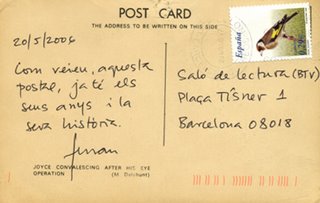 POST CARD
THE ADDRESS TO BE WRITTEN ON THIS SIDE
España
20/5/2006
Com veieu, aquesta
postal, ja té els
seus anys i la
seva història.
Saló de lectura (BTV)
Plaça Tísner 1
Barcelona 08018
JOYCE CONVALESCING AFTER HIS EYE
OPERATION (M. Delahunt)